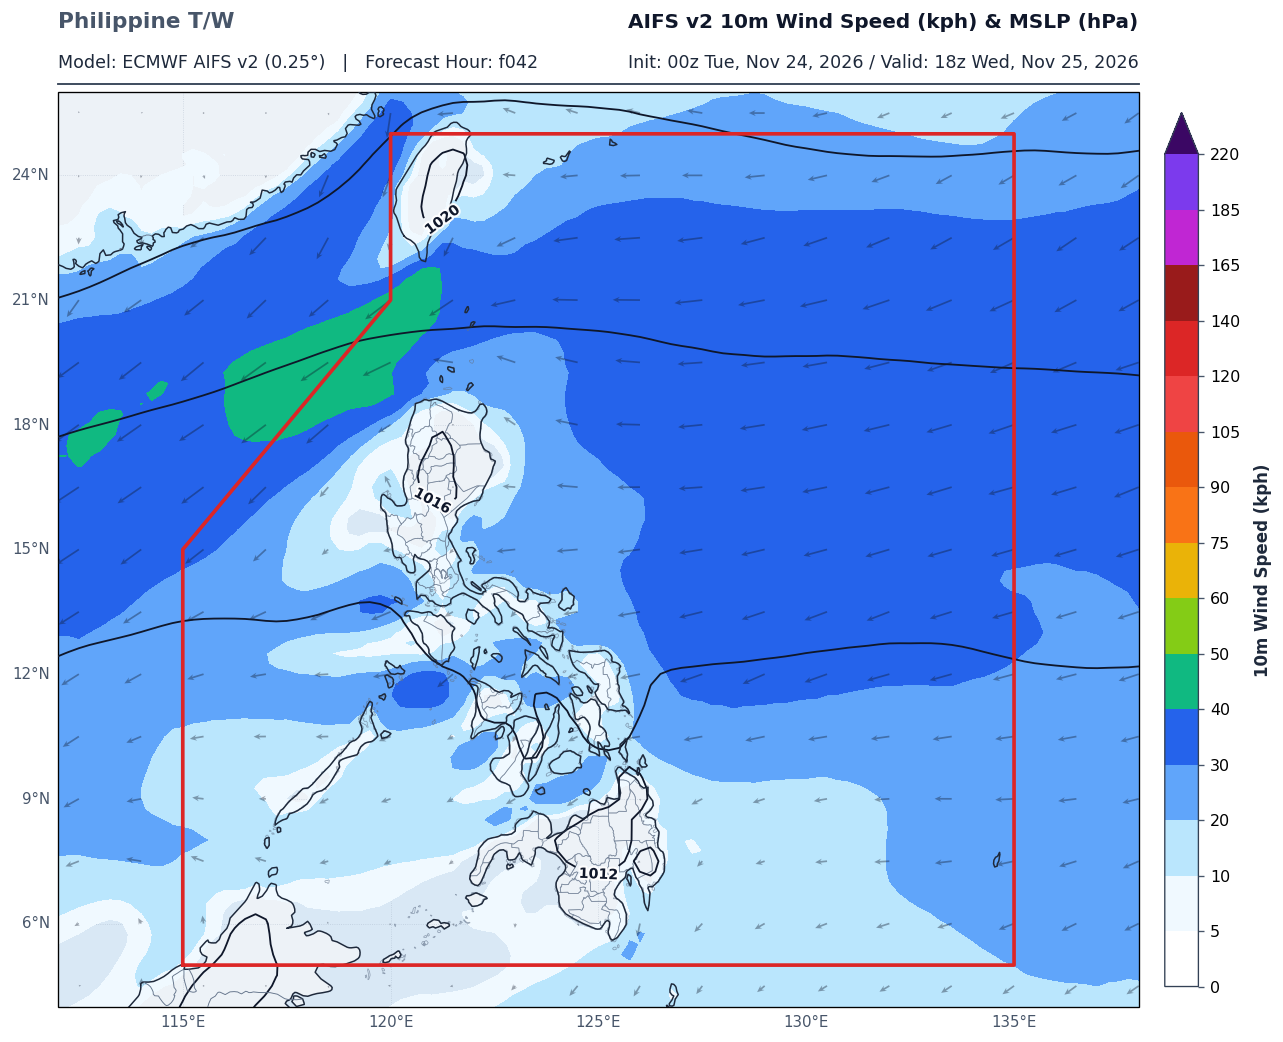 Philippine T/W
AIFS v2 10m Wind Speed (kph) & MSLP (hPa)
Model: ECMWF AIFS v2 (0.25°)   |   Forecast Hour: f042
Init: 00z Tue, Nov 24, 2026 / Valid: 18z Wed, Nov 25, 2026
24°N
21°N
18°N
15°N
12°N
9°N
6°N
1020
1016
1012
115°E
120°E
125°E
130°E
135°E
220
185
165
140
120
105
90
75
60
50
40
30
20
10
5
0
10m Wind Speed (kph)